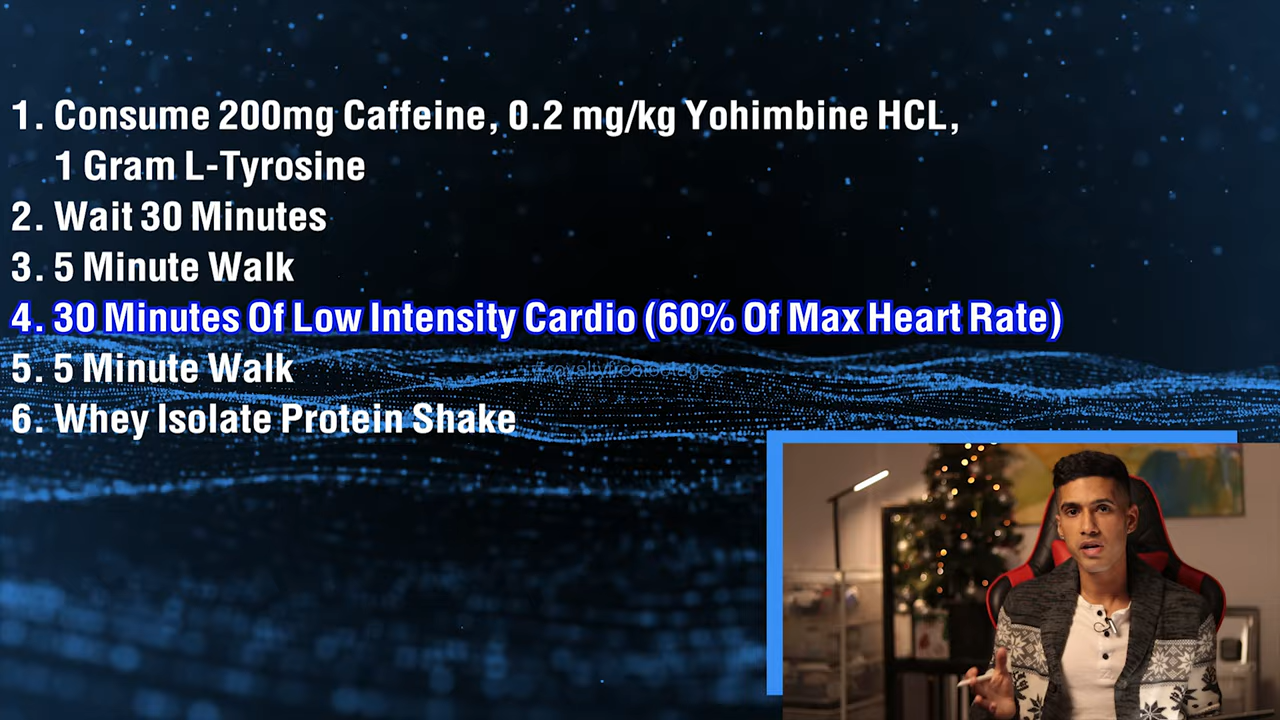 1. Consume 200mg Caffeine, 0.2 mg/kg Yohimbine HCL,
1 Gram L-Tyrosine
2. Wait 30 Minutes
3. 5 Minute Walk
4. 30 Minutes Of Low Intensity Cardio (60% Of Max Heart Rate)
5. 5 Minute Walk
#royaltyfreefootages
6. Whey Isolate Protein Shake